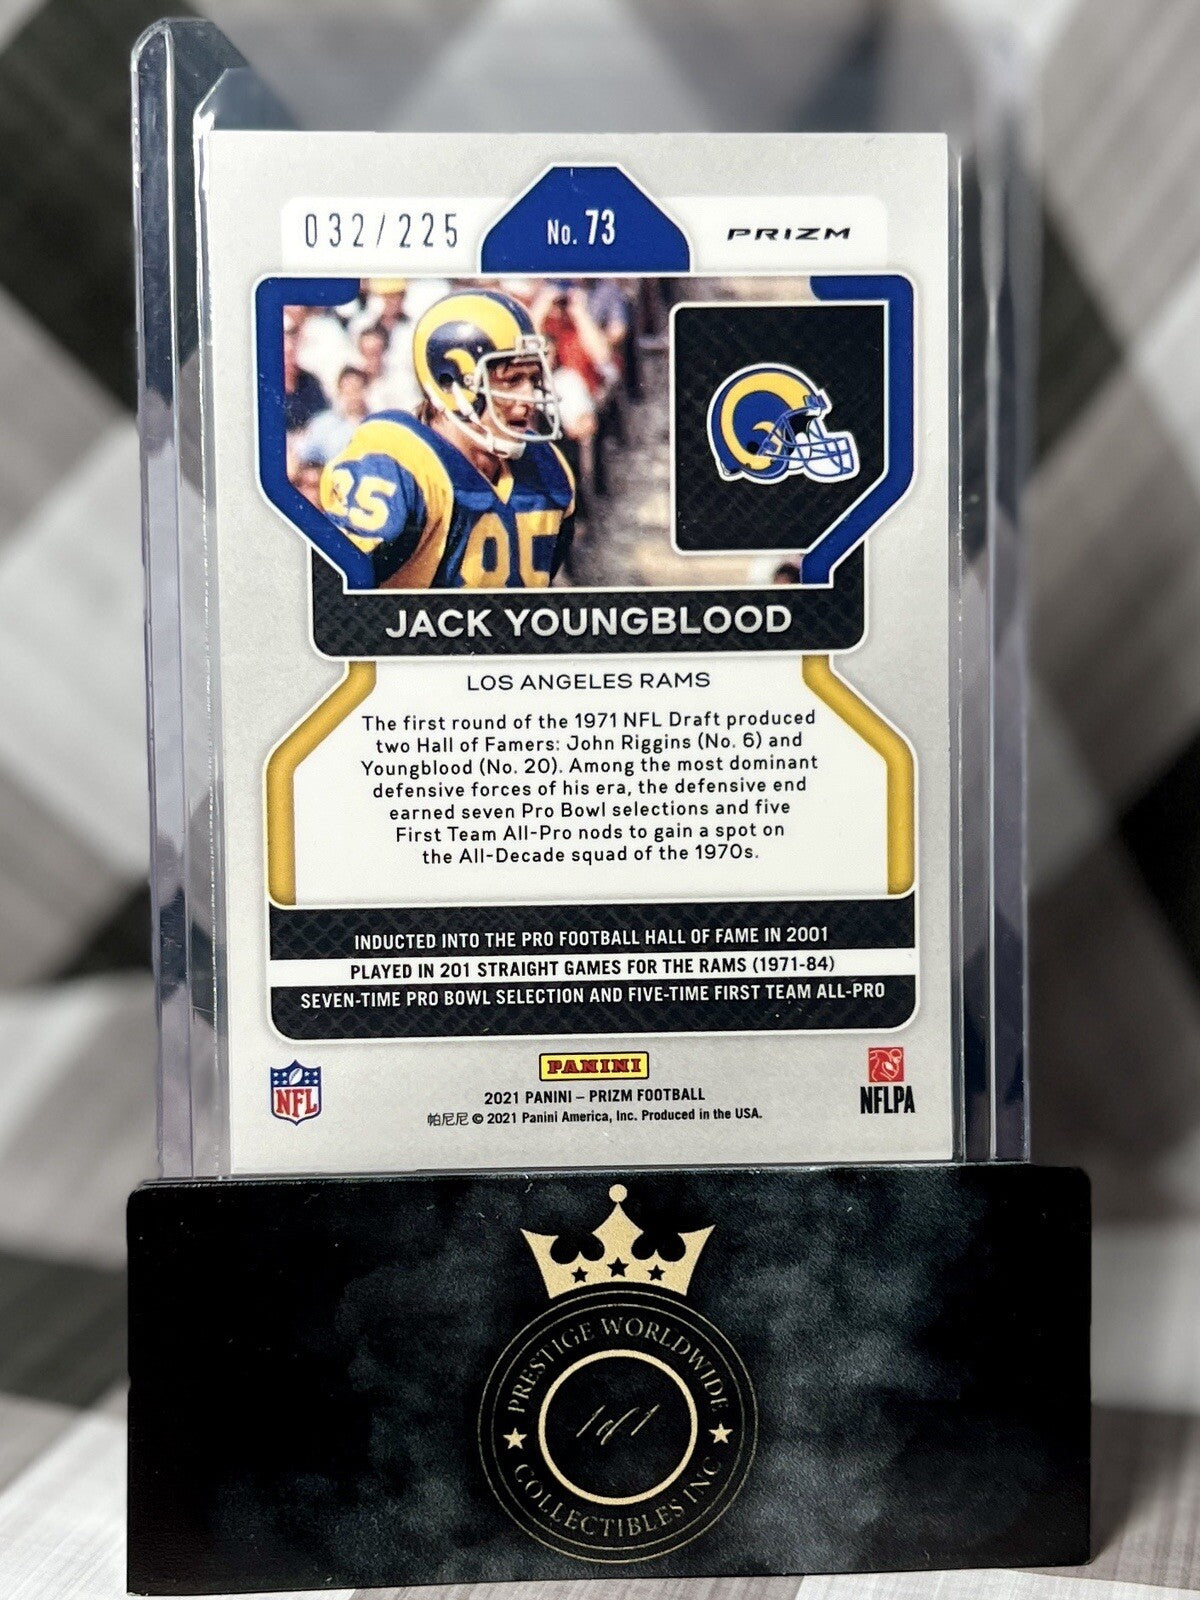 032/225
No. 73
PRIZM
85
85
JACK YOUNGBLOOD
LOS ANGELES RAMS
The first round of the 1971 NFL Draft produced
two Hall of Famers: John Riggins (No. 6) and
Youngblood (No. 20). Among the most dominant
defensive forces of his era, the defensive end
earned seven Pro Bowl selections and five
First Team All-Pro nods to gain a spot on
the All-Decade squad of the 1970s.
INDUCTED INTO THE PRO FOOTBALL HALL OF FAME IN 2001
PLAYED IN 201 STRAIGHT GAMES FOR THE RAMS (1971-84)
SEVEN-TIME PRO BOWL SELECTION AND FIVE-TIME FIRST TEAM ALL-PRO
NFL
PANINI
NFLPA
2021 PANINI – PRIZM FOOTBALL
帕尼尼 © 2021 Panini America, Inc. Produced in the USA.
PRESTIGE WORLDWIDE
1of1
COLLECTIBLES INC